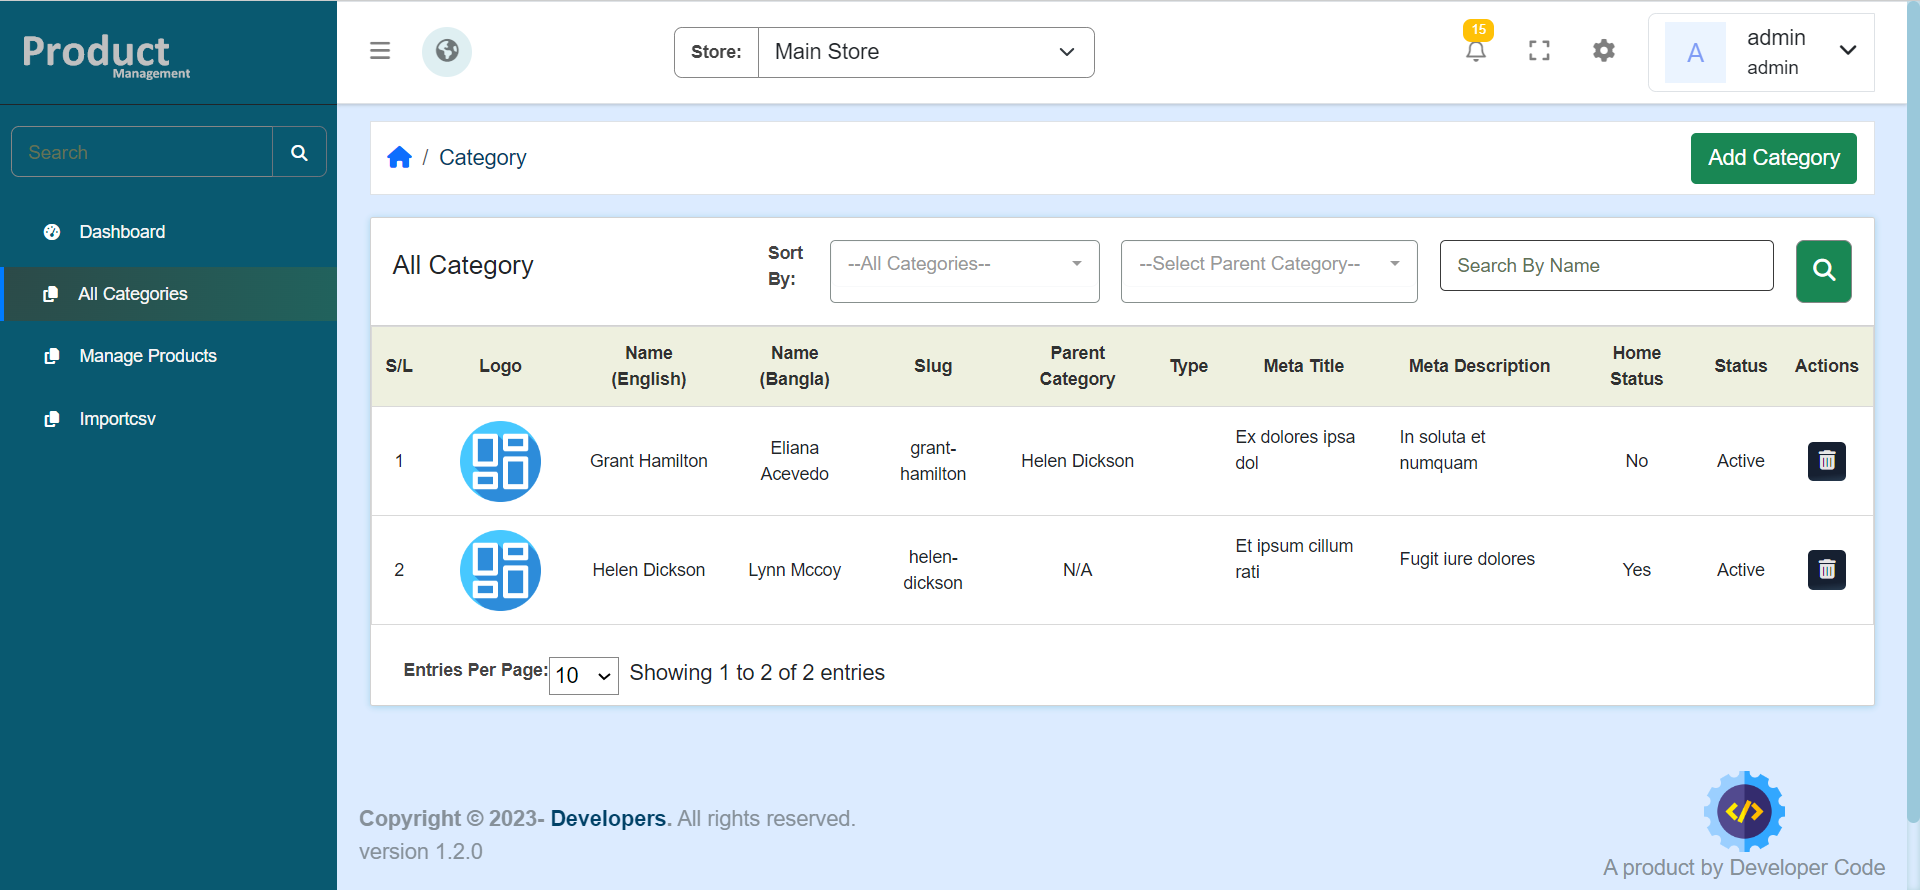 Product
Management
Search
Dashboard
All Categories
Manage Products
Importcsv
Store: Main Store
15
A
admin
admin
/ Category
Add Category
All Category
Sort
By:
--All Categories--
--Select Parent Category--
Search By Name
S/L Logo Name (English) Name (Bangla) Slug Parent Category Type Meta Title Meta Description Home Status Status Actions
1 Grant Hamilton Eliana Acevedo grant-hamilton Helen Dickson Ex dolores ipsa dol In soluta et numquam No Active
2 Helen Dickson Lynn Mccoy helen-dickson N/A Et ipsum cillum rati Fugit iure dolores Yes Active
Entries Per Page: 10 Showing 1 to 2 of 2 entries
Copyright © 2023- Developers. All rights reserved.
version 1.2.0
</>
A product by Developer Code